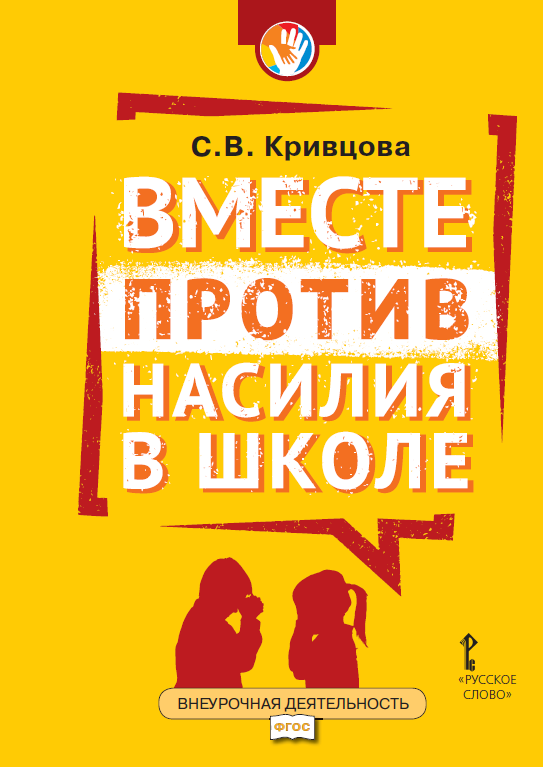 С.В. Кривцова
ВМЕСТЕ
ПРОТИВ
НАСИЛИЯ
В ШКОЛЕ
«РУССКОЕ
СЛОВО»
ВНЕУРОЧНАЯ ДЕЯТЕЛЬНОСТЬ
ФГОС